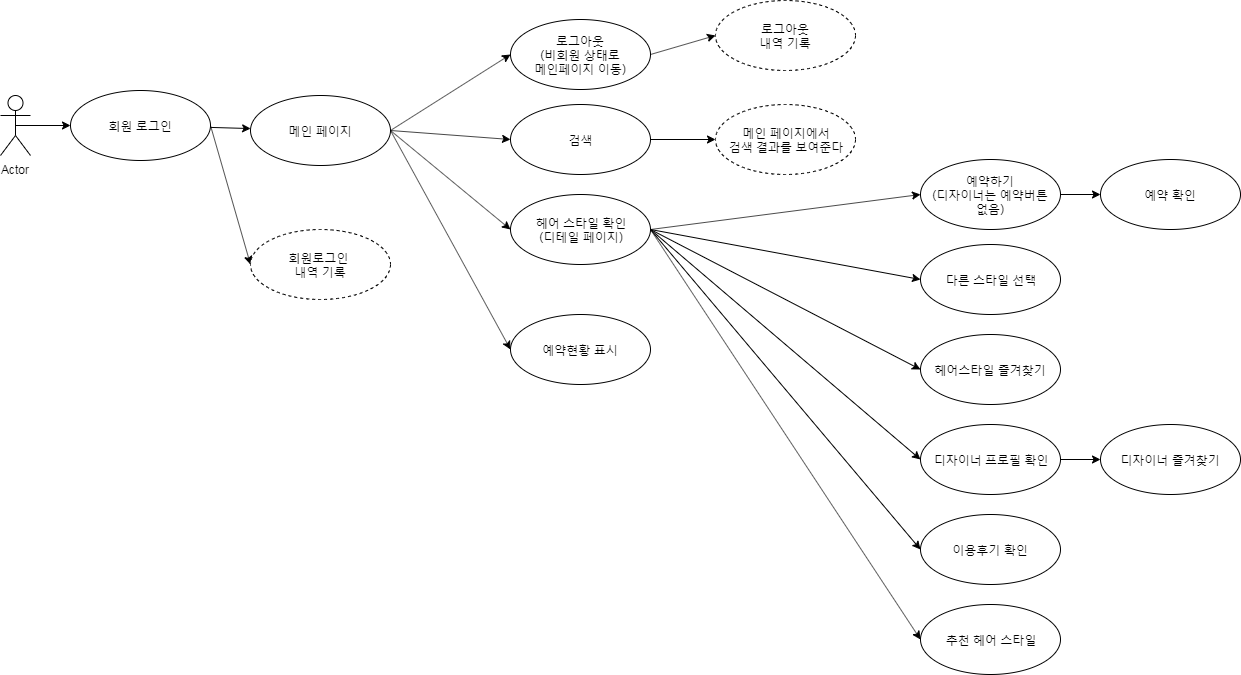 Actor
회원 로그인
회원로그인
내역 기록
메인 페이지
로그아웃
(비회원 상태로
메인페이지 이동)
로그아웃
내역 기록
검색
메인 페이지에서
검색 결과를 보여준다
헤어 스타일 확인
(디테일 페이지)
예약현황 표시
예약하기
(디자이너는 예약버튼
없음)
예약 확인
다른 스타일 선택
헤어스타일 즐겨찾기
디자이너 프로필 확인
디자이너 즐겨찾기
이용후기 확인
추천 헤어 스타일